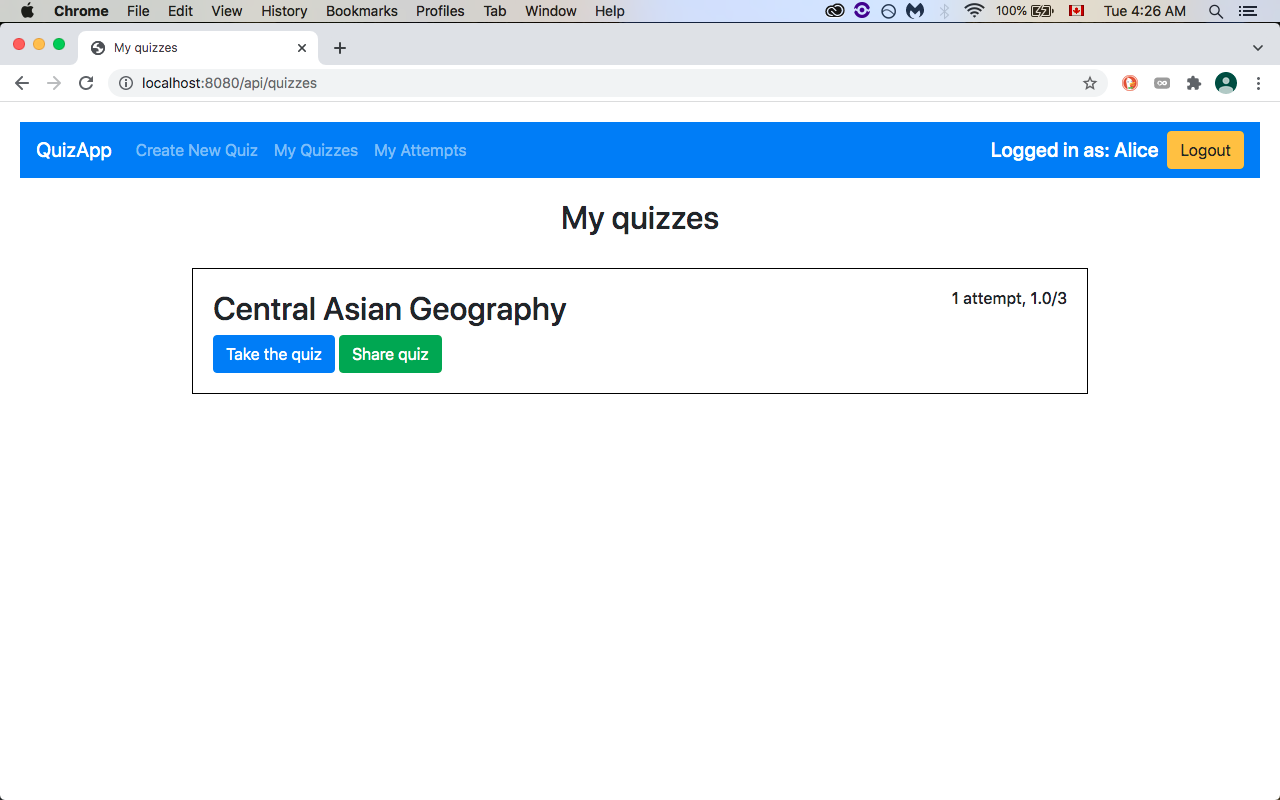 Chrome File Edit View History Bookmarks Profiles Tab Window Help 100% Tue 4:26 AM
My quizzes
localhost:8080/api/quizzes
QuizApp Create New Quiz My Quizzes My Attempts Logged in as: Alice Logout
My quizzes
Central Asian Geography 1 attempt, 1.0/3
Take the quiz Share quiz